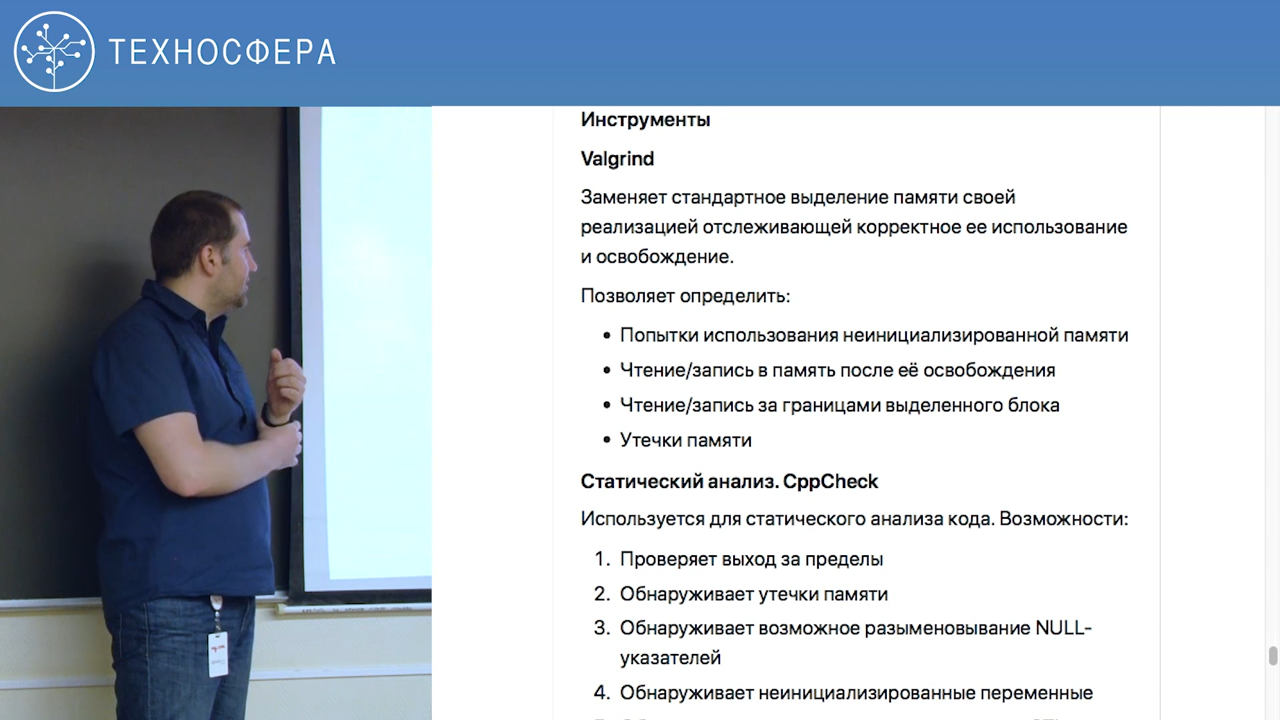 ТЕХНОСФЕРА
Инструменты
Valgrind
Заменяет стандартное выделение памяти своей
реализацией отслеживающей корректное ее использование
и освобождение.
Позволяет определить:
• Попытки использования неинициализированной памяти
• Чтение/запись в память после её освобождения
• Чтение/запись за границами выделенного блока
• Утечки памяти
Статический анализ. CppCheck
Используется для статического анализа кода. Возможности:
1. Проверяет выход за пределы
2. Обнаруживает утечки памяти
3. Обнаруживает возможное разыменовывание NULL-
указателей
4. Обнаруживает неинициализированные переменные